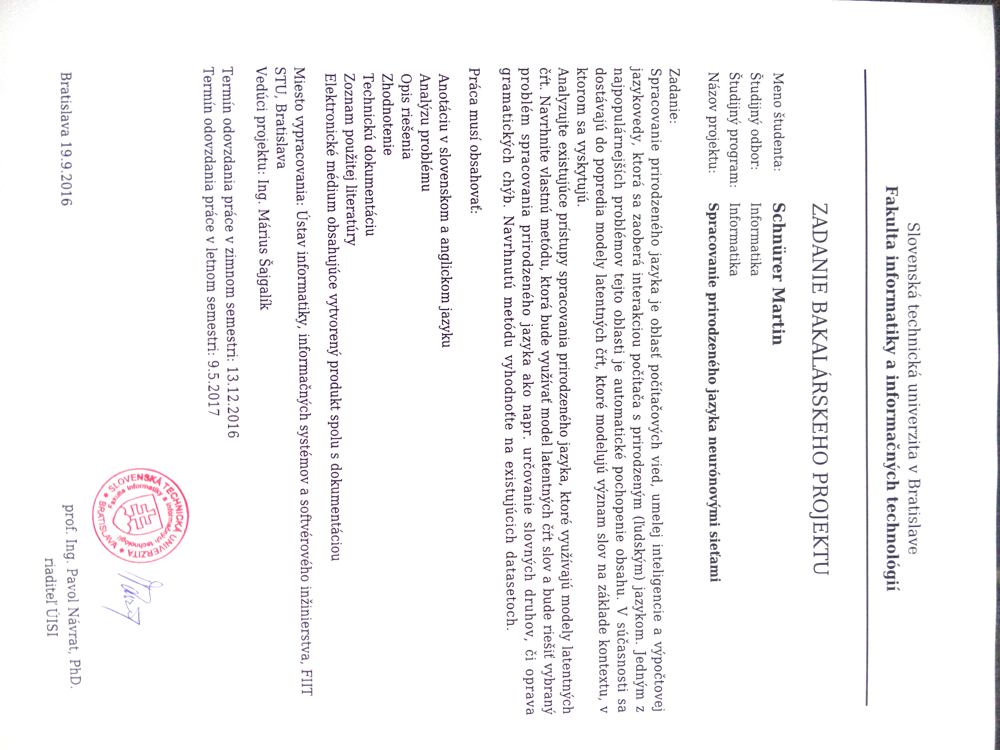 Slovenská technická univerzita v Bratislave
Fakulta informatiky a informačných technológií
ZADANIE BAKALÁRSKEHO PROJEKTU
Meno študenta: Schnürer Martin
Študijný odbor: Informatika
Študijný program: Informatika
Názov projektu: Spracovanie prirodzeného jazyka neurónovými sieťami
Zadanie:
Spracovanie prirodzeného jazyka je oblasť počítačových vied, umelej inteligencie a výpočtovej
jazykovedy, ktorá sa zaoberá interakciou počítača s prirodzeným (ľudským) jazykom. Jedným z
najpopulárnejších problémov tejto oblasti je automatické pochopenie obsahu. V súčasnosti sa
dostávajú do popredia modely latentných čŕt, ktoré modelujú význam slov na základe kontextu, v
ktorom sa vyskytujú.
Analyzujte existujúce prístupy spracovania prirodzeného jazyka, ktoré využívajú modely latentných
čŕt. Navrhnite vlastnú metódu, ktorá bude využívať model latentných čŕt slov a bude riešiť vybraný
problém spracovania prirodzeného jazyka ako napr. určovanie slovných druhov, či oprava
gramatických chýb. Navrhnutú metódu vyhodnoťte na existujúcich datasetoch.
Práca musí obsahovať:
Anotáciu v slovenskom a anglickom jazyku
Analýzu problému
Opis riešenia
Zhodnotenie
Technickú dokumentáciu
Zoznam použitej literatúry
Elektronické médium obsahujúce vytvorený produkt spolu s dokumentáciou
Miesto vypracovania: Ústav informatiky, informačných systémov a softvérového inžinierstva, FIIT
STU, Bratislava
Vedúci projektu: Ing. Márius Šajgalík
Termín odovzdania práce v zimnom semestri: 13.12.2016
Termín odovzdania práce v letnom semestri: 9.5.2017
SLOVENSKÁ TECHNICKÁ UNIVERZITA
BRATISLAVA
Fakulta informatiky a informačných technológií
Bratislava 19.9.2016
prof. Ing. Pavol Návrat, PhD.
riaditeľ ÚISI